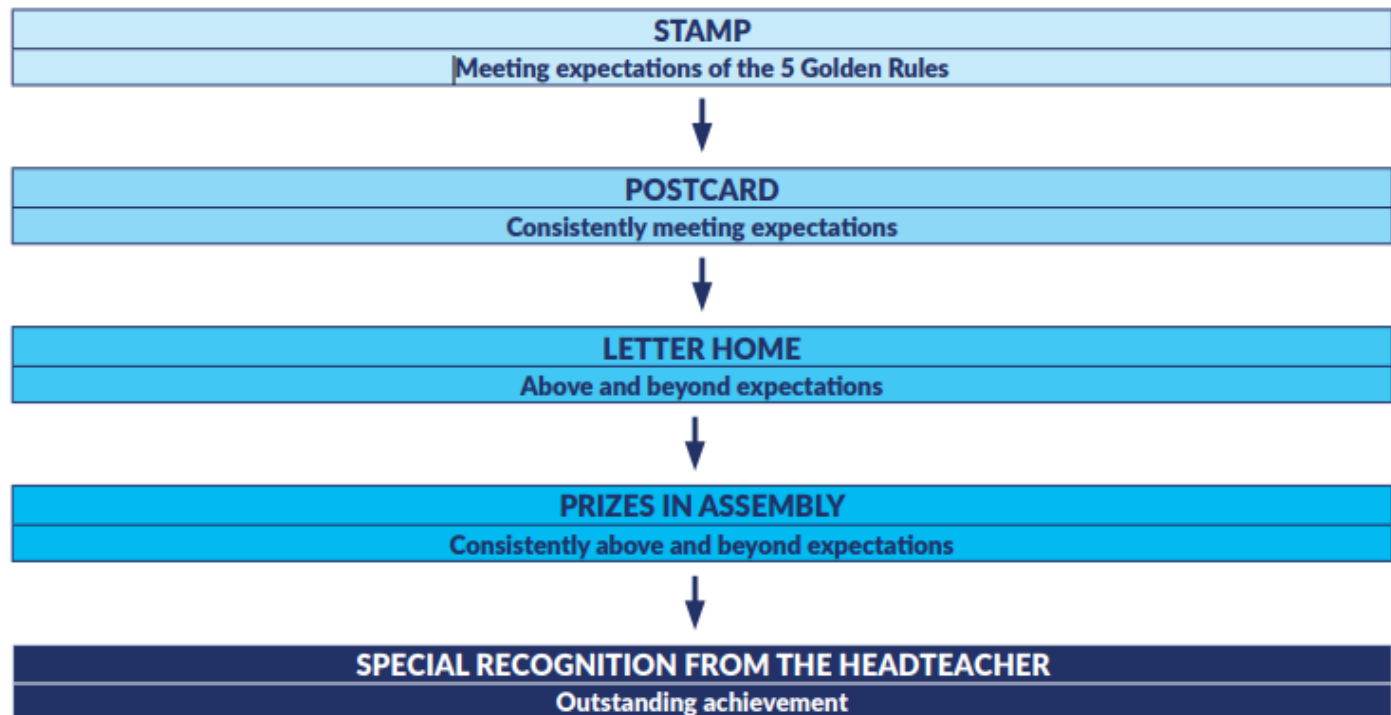 STAMP
Meeting expectations of the 5 Golden Rules
POSTCARD
Consistently meeting expectations
LETTER HOME
Above and beyond expectations
PRIZES IN ASSEMBLY
Consistently above and beyond expectations
SPECIAL RECOGNITION FROM THE HEADTEACHER
Outstanding achievement